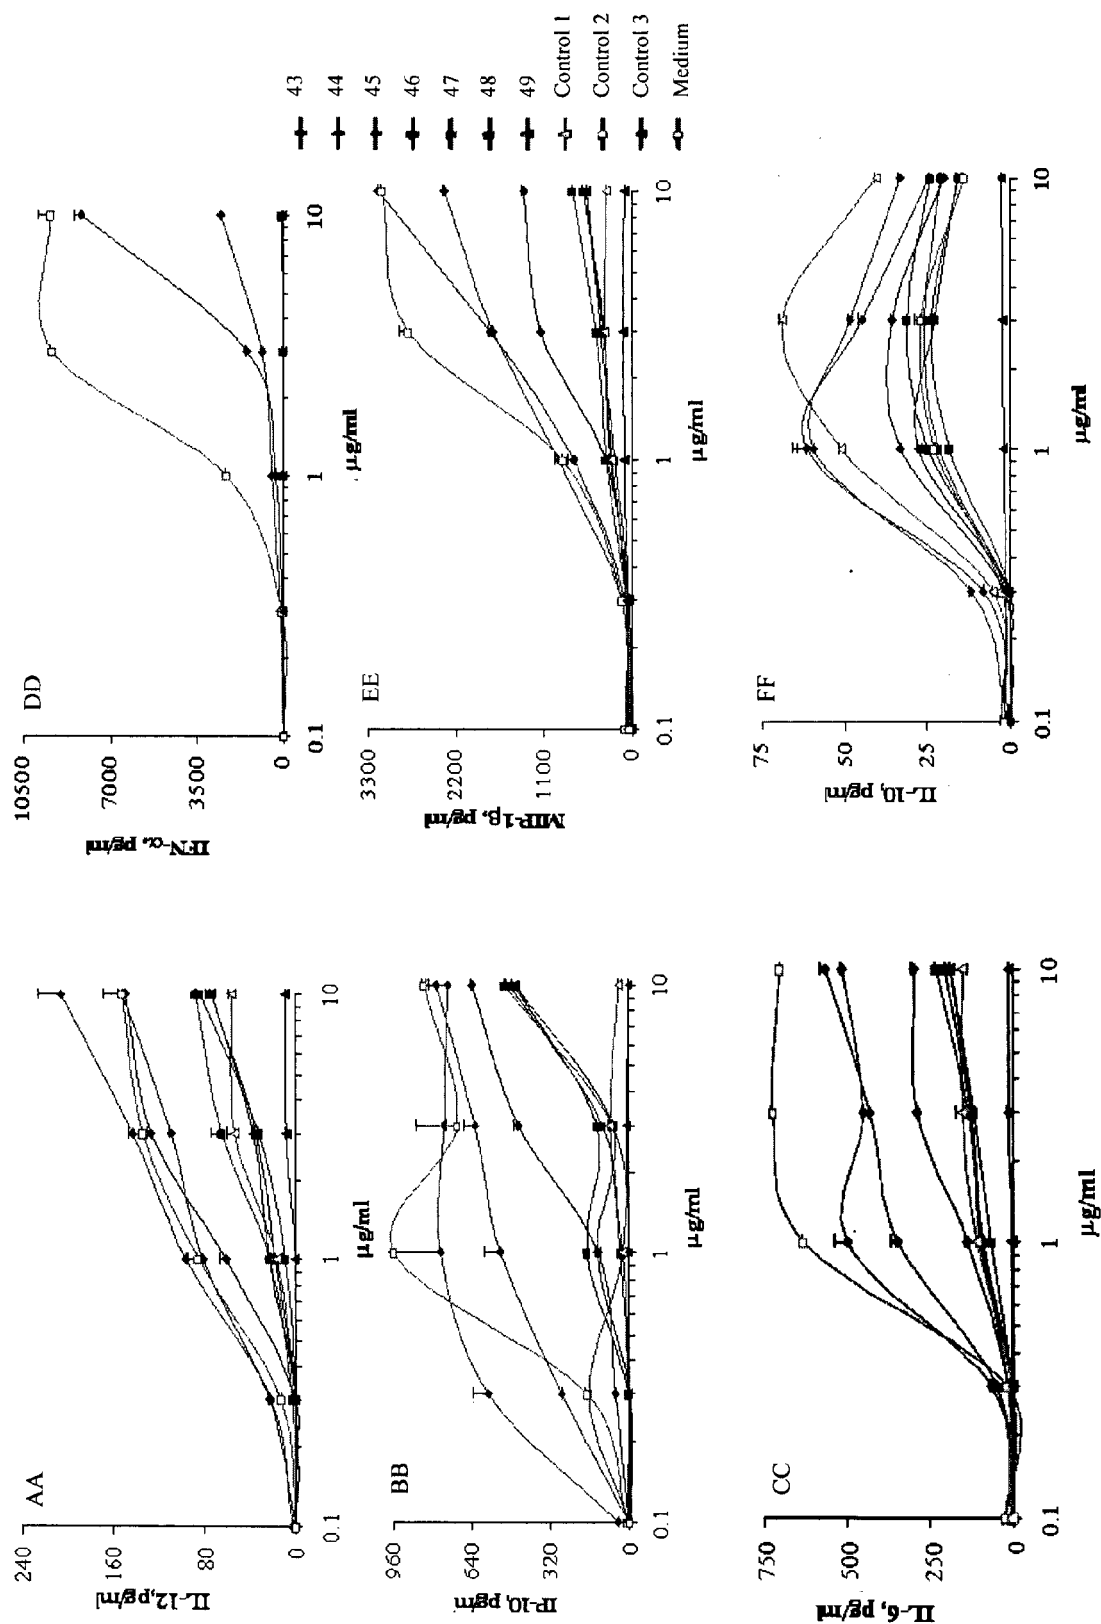 AA
IL-12, pg/ml
240
160
80
0
0.1
1
10
µg/ml
BB
IP-10, pg/m
960
640
320
0
0.1
1
10
µg/ml
CC
IL-6, pg/ml
750
500
250
0
0.1
1
10
µg/ml
DD
IFN-α, pg/ml
10500
7000
3500
0
0.1
1
10
µg/ml
EE
MIP-1β, pg/ml
3300
2200
1100
0
0.1
1
10
µg/ml
FF
IL-10, pg/ml
75
50
25
0
0.1
1
10
µg/ml
43
44
45
46
47
48
49
Control 1
Control 2
Control 3
Medium